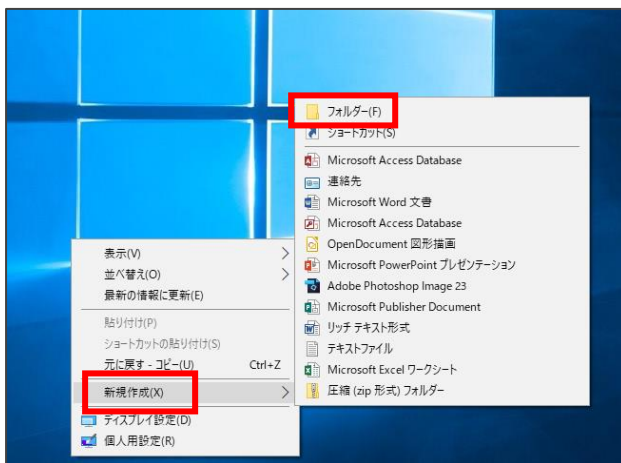 フォルダー(F)
ショートカット(S)
Microsoft Access Database
連絡先
Microsoft Word 文書
Microsoft Access Database
OpenDocument 図形描画
Microsoft PowerPoint プレゼンテーション
Adobe Photoshop Image 23
Microsoft Publisher Document
リッチ テキスト形式
テキストファイル
Microsoft Excel ワークシート
圧縮 (zip 形式) フォルダー
表示(V)
並べ替え(O)
最新の情報に更新(E)
貼り付け(P)
ショートカットの貼り付け(S)
元に戻す - コピー(U) Ctrl+Z
新規作成(X)
ディスプレイ設定(D)
個人用設定(R)